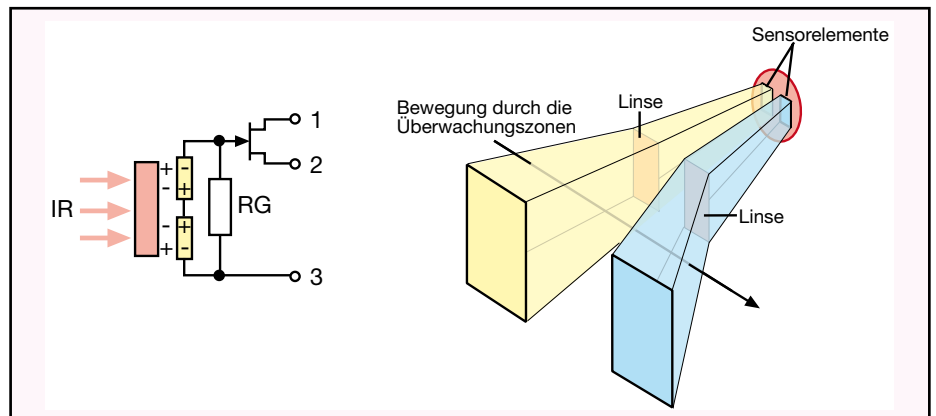 Sensorelemente
Linse
Bewegung durch die
Überwachungszonen
1
2
+ -
- +
IR
RG
- +
+ -
Linse
3